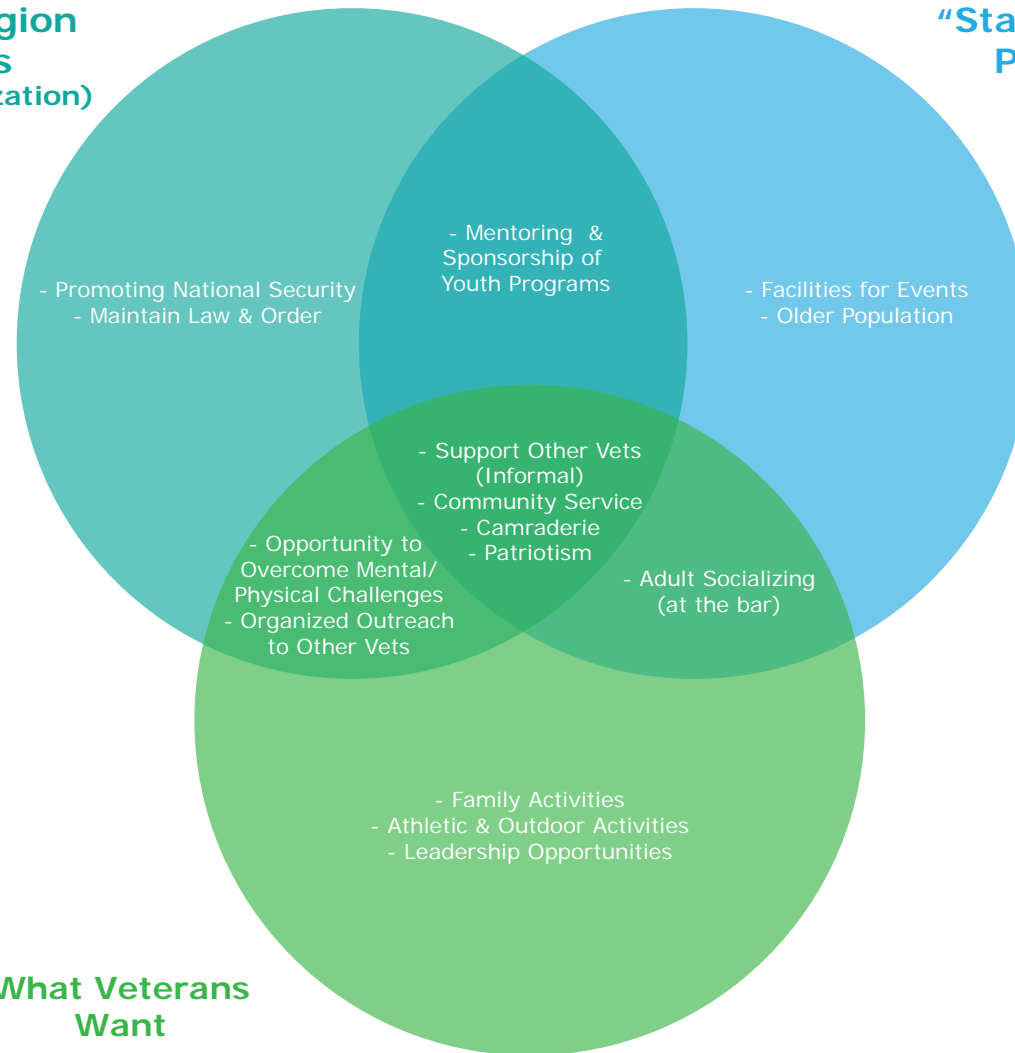 gion
s
zation)
“Sta
P
- Mentoring &
Sponsorship of
Youth Programs
- Promoting National Security
- Maintain Law & Order
- Facilities for Events
- Older Population
- Support Other Vets
(Informal)
- Community Service
- Camraderie
- Patriotism
- Opportunity to
Overcome Mental/
Physical Challenges
- Organized Outreach
to Other Vets
- Adult Socializing
(at the bar)
- Family Activities
- Athletic & Outdoor Activities
- Leadership Opportunities
What Veterans
Want